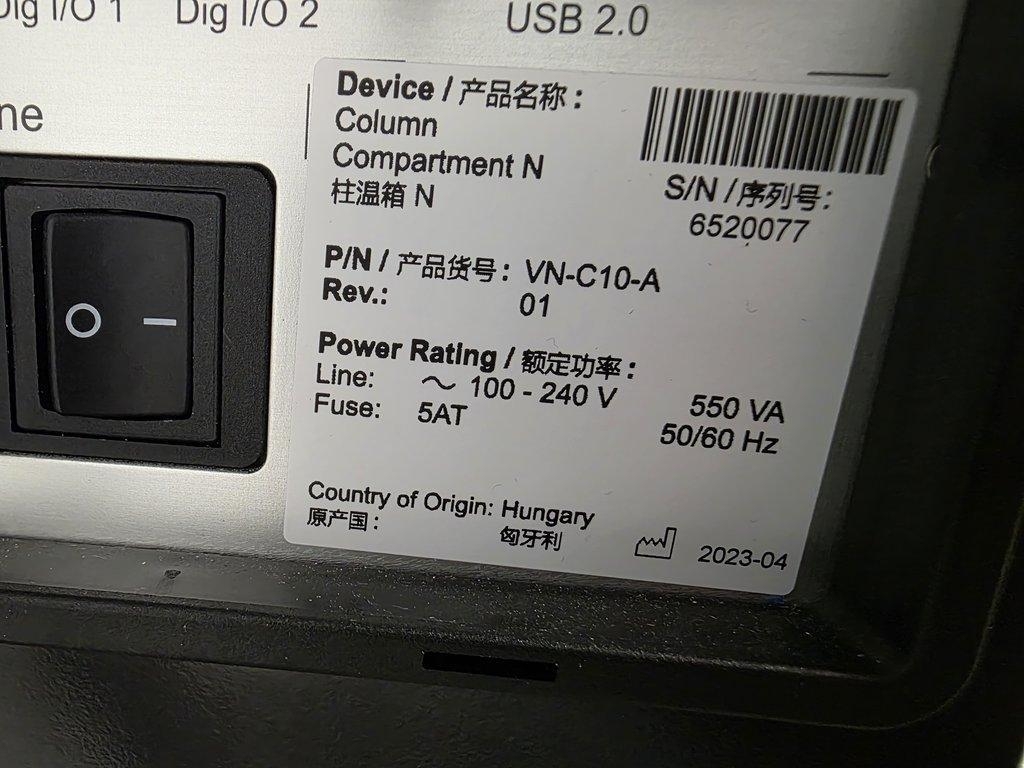 Dig I/O 1 Dig I/O 2 USB 2.0
ne
Device / 产品名称：
Column
Compartment N
柱温箱 N
S/N / 序列号：
6520077
P/N / 产品货号： VN-C10-A
Rev.: 01
Power Rating / 额定功率：
Line: ～ 100 - 240 V 550 VA
Fuse: 5AT 50/60 Hz
Country of Origin: Hungary
原产国： 匈牙利
2023-04